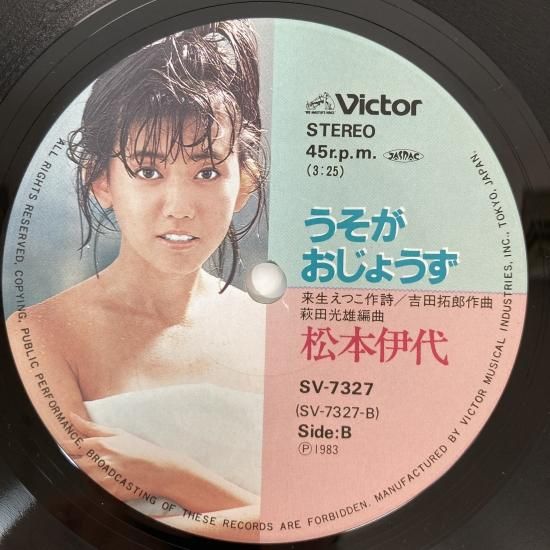 Victor
STEREO
45r.p.m. JASRAC
(3:25)
うそが
おじょうず
来生えつこ作詩/吉田拓郎作曲
萩田光雄編曲
松本伊代
SV-7327
(SV-7327-B)
Side:B
Ⓟ1983
ALL RIGHTS RESERVED, COPYING, PUBLIC PERFORMANCE, BROADCASTING OF THESE RECORDS ARE FORBIDDEN. MANUFACTURED BY VICTOR MUSICAL INDUSTRIES, INC., TOKYO, JAPAN.